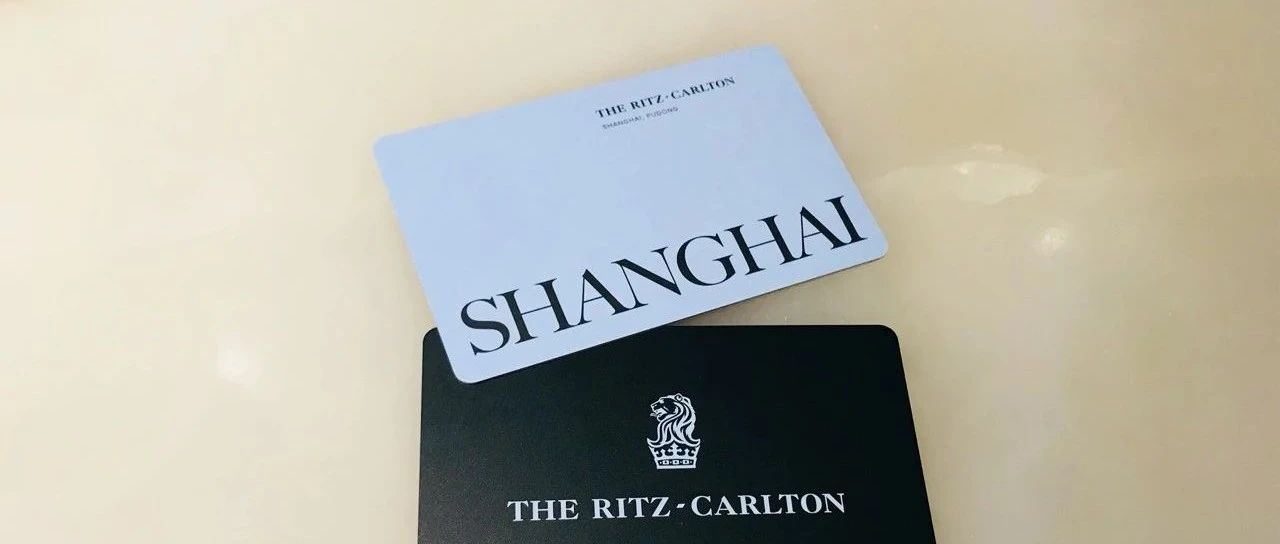 THE RITZ-CARLTON
SHANGHAI, PUDONG
SHANGHAI
THE RITZ-CARLTON